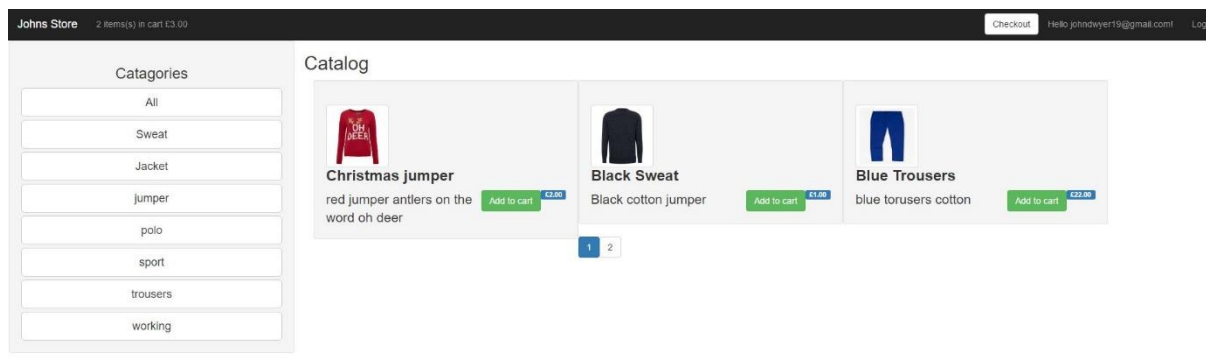 Johns Store 2 items(s) in cart £3.00 Checkout Hello johndwyer19@gmail.com! Log
Catagories
All
Sweat
Jacket
jumper
polo
sport
trousers
working
Catalog
OH
DEER
Christmas jumper
red jumper antlers on the
word oh deer
Add to cart £2.00
Black Sweat
Black cotton jumper
Add to cart £1.00
Blue Trousers
blue torusers cotton
Add to cart £22.00
1 2